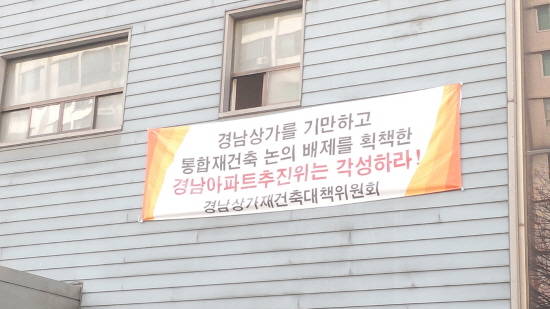 경남상가를 기만하고
통합재건축 논의 배제를 획책한
경남아파트추진위는 각성하라!
경남상가재건축대책위원회